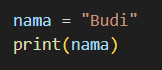 nama = "Budi"
print(nama)